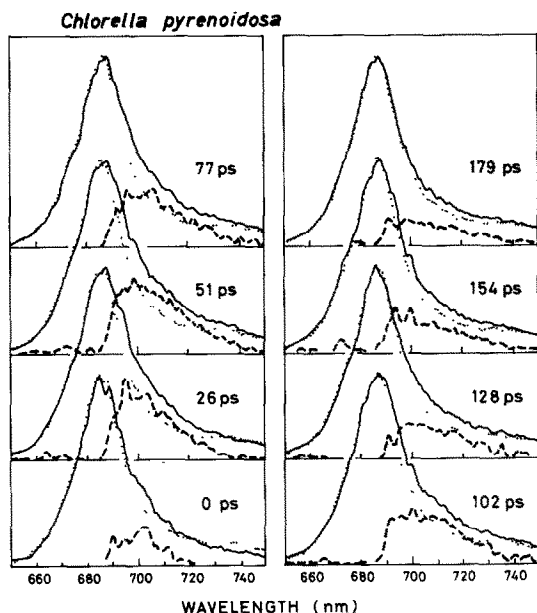 Chlorella pyrenoidosa
77 ps
51 ps
26 ps
0 ps
660 680 700 720 740
179 ps
154 ps
128 ps
102 ps
660 680 700 720 740
WAVELENGTH (nm)